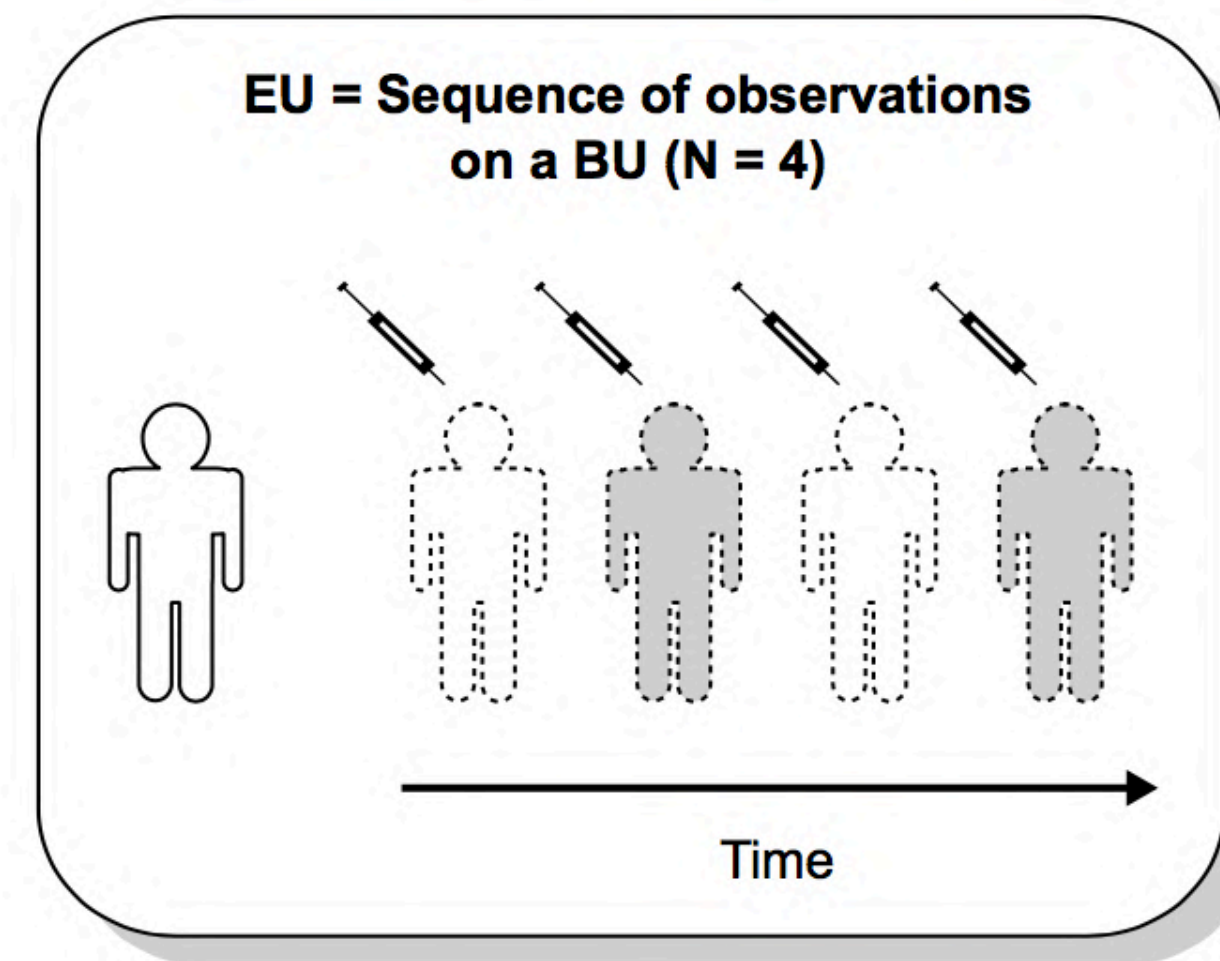 EU = Sequence of observations
on a BU (N = 4)
Time